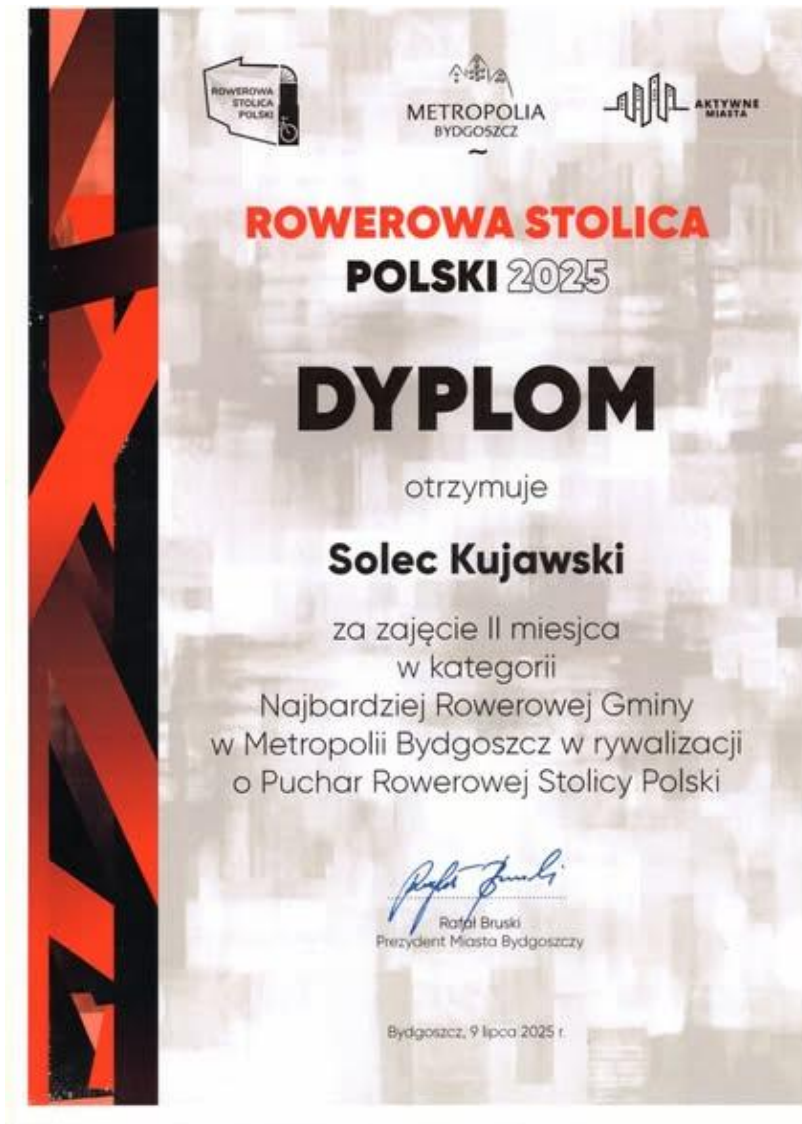 ROWEROWA
STOLICA
POLSKI
METROPOLIA
BYDGOSZCZ
AKTYWNE
MIASTA
ROWEROWA STOLICA
POLSKI 2025
DYPLOM
otrzymuje
Solec Kujawski
za zajęcie II miesjca
w kategorii
Najbardziej Rowerowej Gminy
w Metropolii Bydgoszcz w rywalizacji
o Puchar Rowerowej Stolicy Polski
Rafał Bruski
Prezydent Miasta Bydgoszczy
Bydgoszcz, 9 lipca 2025 r.